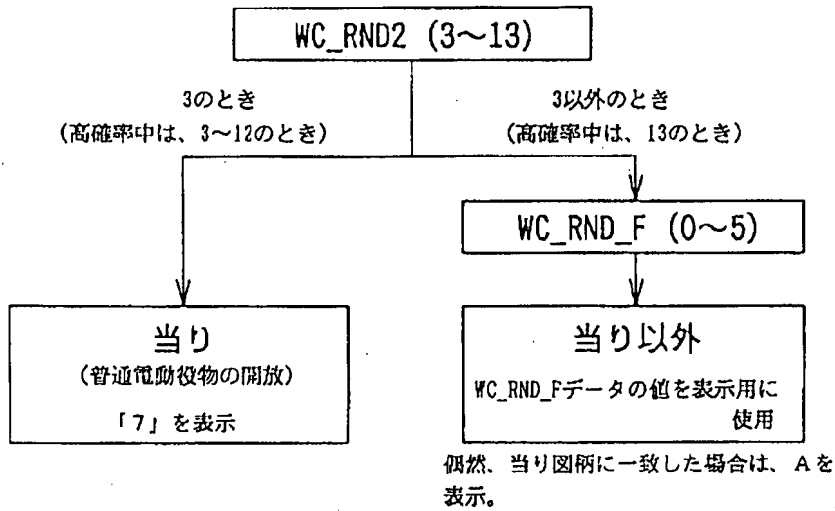 WC_RND2 (3～13)
3のとき
(高確率中は、3～12のとき)
3以外のとき
(高確率中は、13のとき)
WC_RND_F (0～5)
当り
(普通電動役物の開放)
「7」を表示
当り以外
WC_RND_Fデータの値を表示用に
使用
偶然、当り図柄に一致した場合は、Aを
表示。